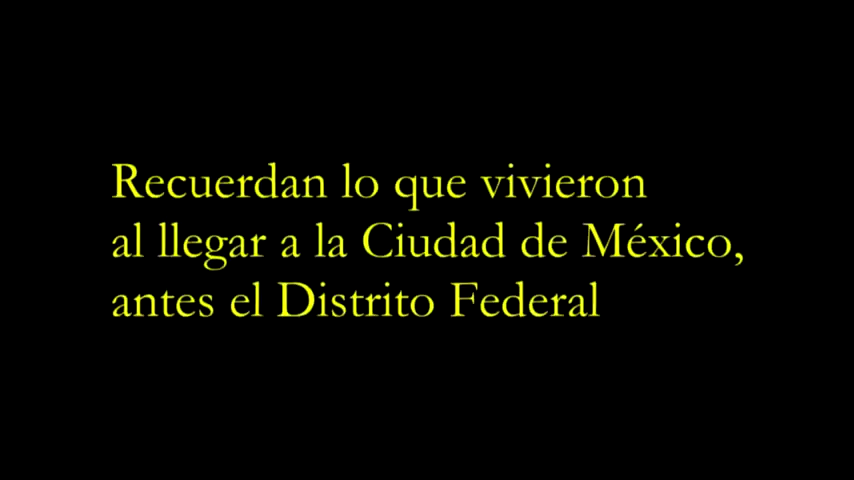 Recuerdan lo que vivieron
al llegar a la Ciudad de México,
antes el Distrito Federal